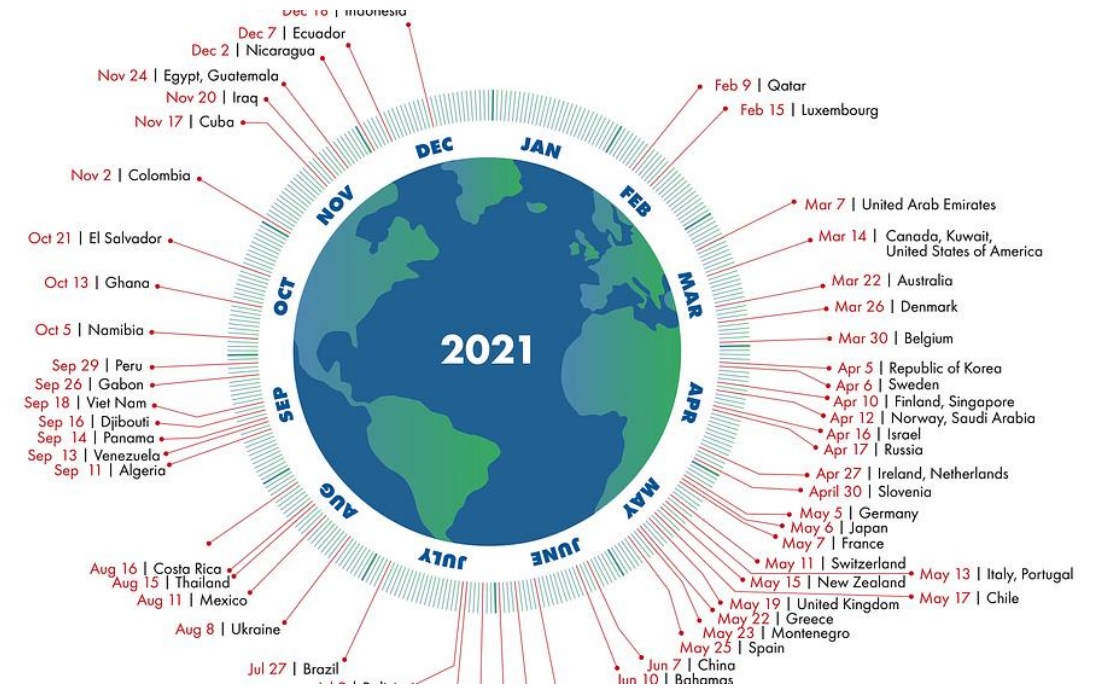 Dec 18 | Indonesia
Dec 7 | Ecuador
Dec 2 | Nicaragua
Nov 24 | Egypt, Guatemala
Nov 20 | Iraq
Nov 17 | Cuba
Nov 2 | Colombia
Oct 21 | El Salvador
Oct 13 | Ghana
Oct 5 | Namibia
Sep 29 | Peru
Sep 26 | Gabon
Sep 18 | Viet Nam
Sep 16 | Djibouti
Sep 14 | Panama
Sep 13 | Venezuela
Sep 11 | Algeria
Aug 16 | Costa Rica
Aug 15 | Thailand
Aug 11 | Mexico
Aug 8 | Ukraine
Jul 27 | Brazil
DEC
JAN
NOV
FEB
OCT
MAR
2021
SEP
APR
AUG
MAY
JULY
JUNE
Feb 9 | Qatar
Feb 15 | Luxembourg
Mar 7 | United Arab Emirates
Mar 14 | Canada, Kuwait,
United States of America
Mar 22 | Australia
Mar 26 | Denmark
Mar 30 | Belgium
Apr 5 | Republic of Korea
Apr 6 | Sweden
Apr 10 | Finland, Singapore
Apr 12 | Norway, Saudi Arabia
Apr 16 | Israel
Apr 17 | Russia
Apr 27 | Ireland, Netherlands
April 30 | Slovenia
May 5 | Germany
May 6 | Japan
May 7 | France
May 11 | Switzerland
May 13 | Italy, Portugal
May 15 | New Zealand
May 17 | Chile
May 19 | United Kingdom
May 22 | Greece
May 23 | Montenegro
May 25 | Spain
Jun 7 | China
Jun 10 | Bahamas